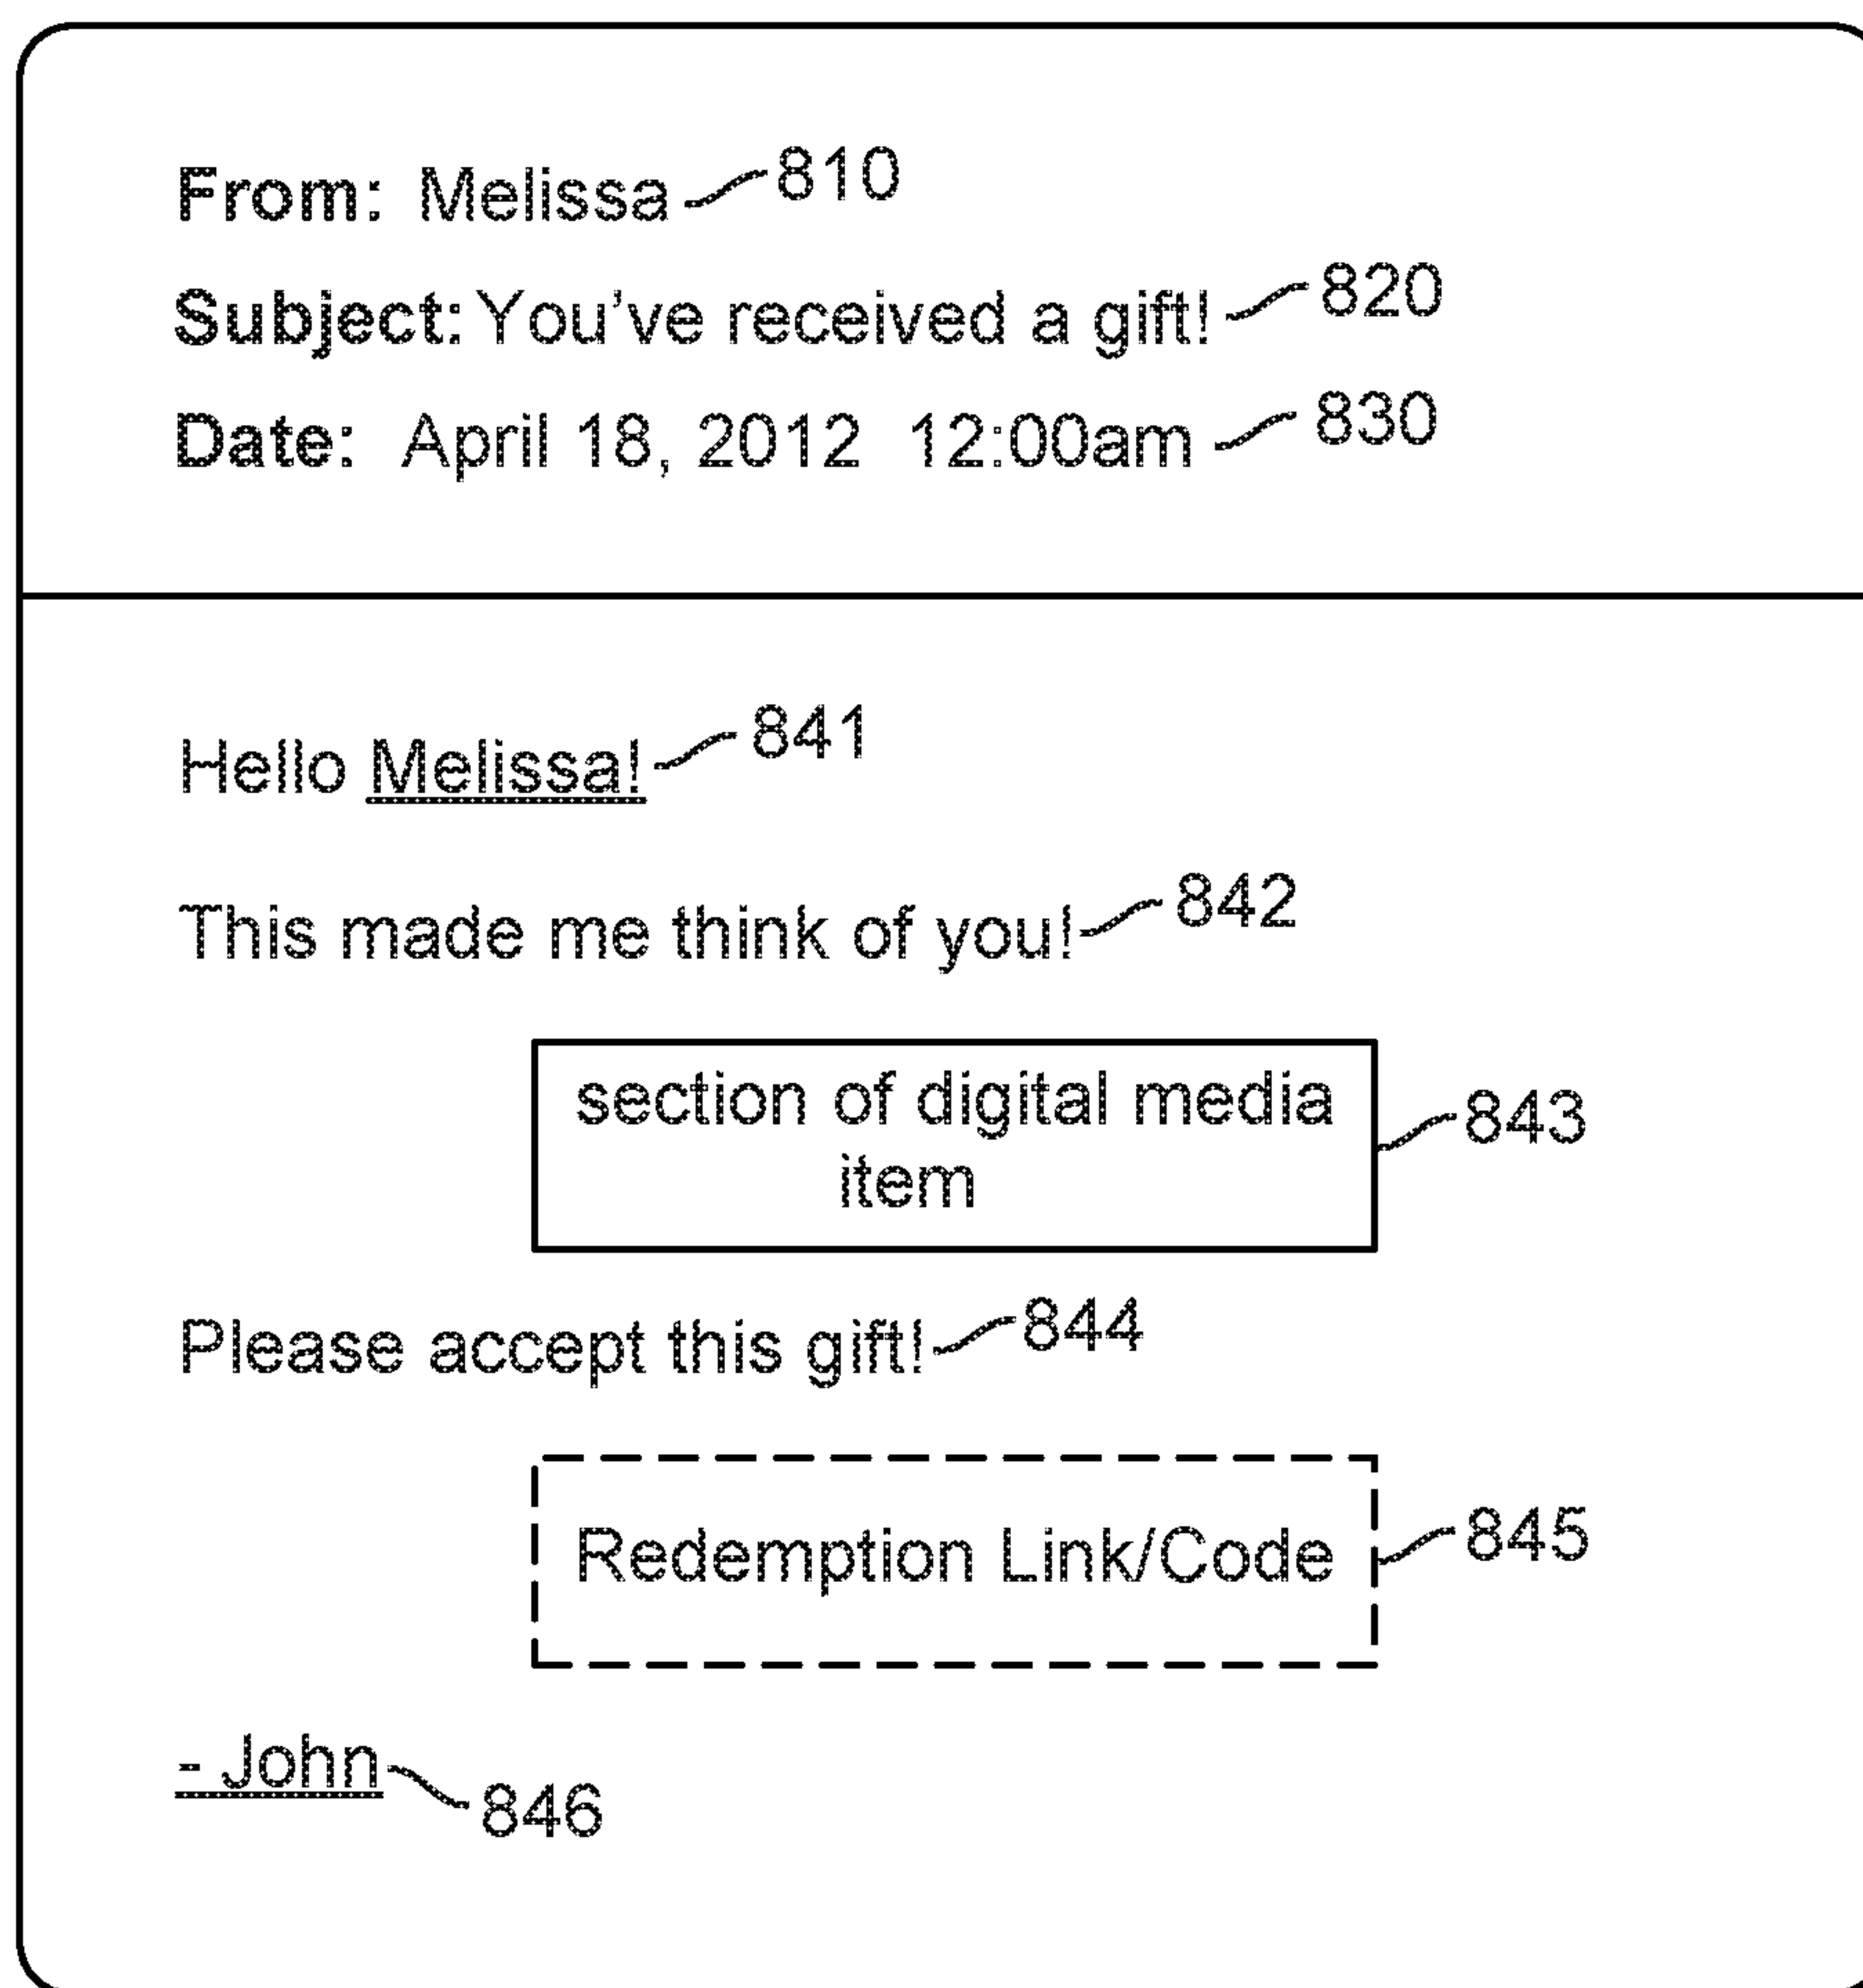 From: Melissa 810
Subject: You've received a gift! 820
Date: April 18, 2012 12:00am 830
Hello Melissa! 841
This made me think of you! 842
section of digital media
item
843
Please accept this gift! 844
Redemption Link/Code 845
- John 846